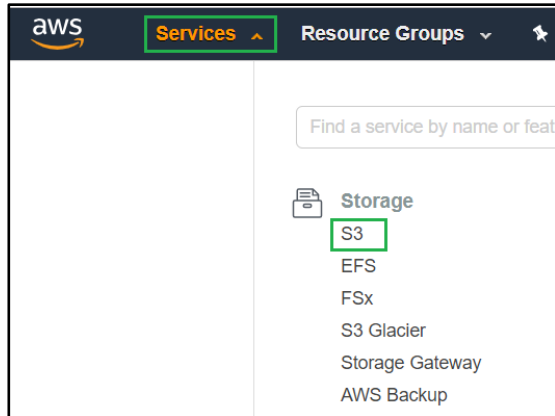 aws
Services
Resource Groups
Find a service by name or feat
Storage
S3
EFS
FSx
S3 Glacier
Storage Gateway
AWS Backup